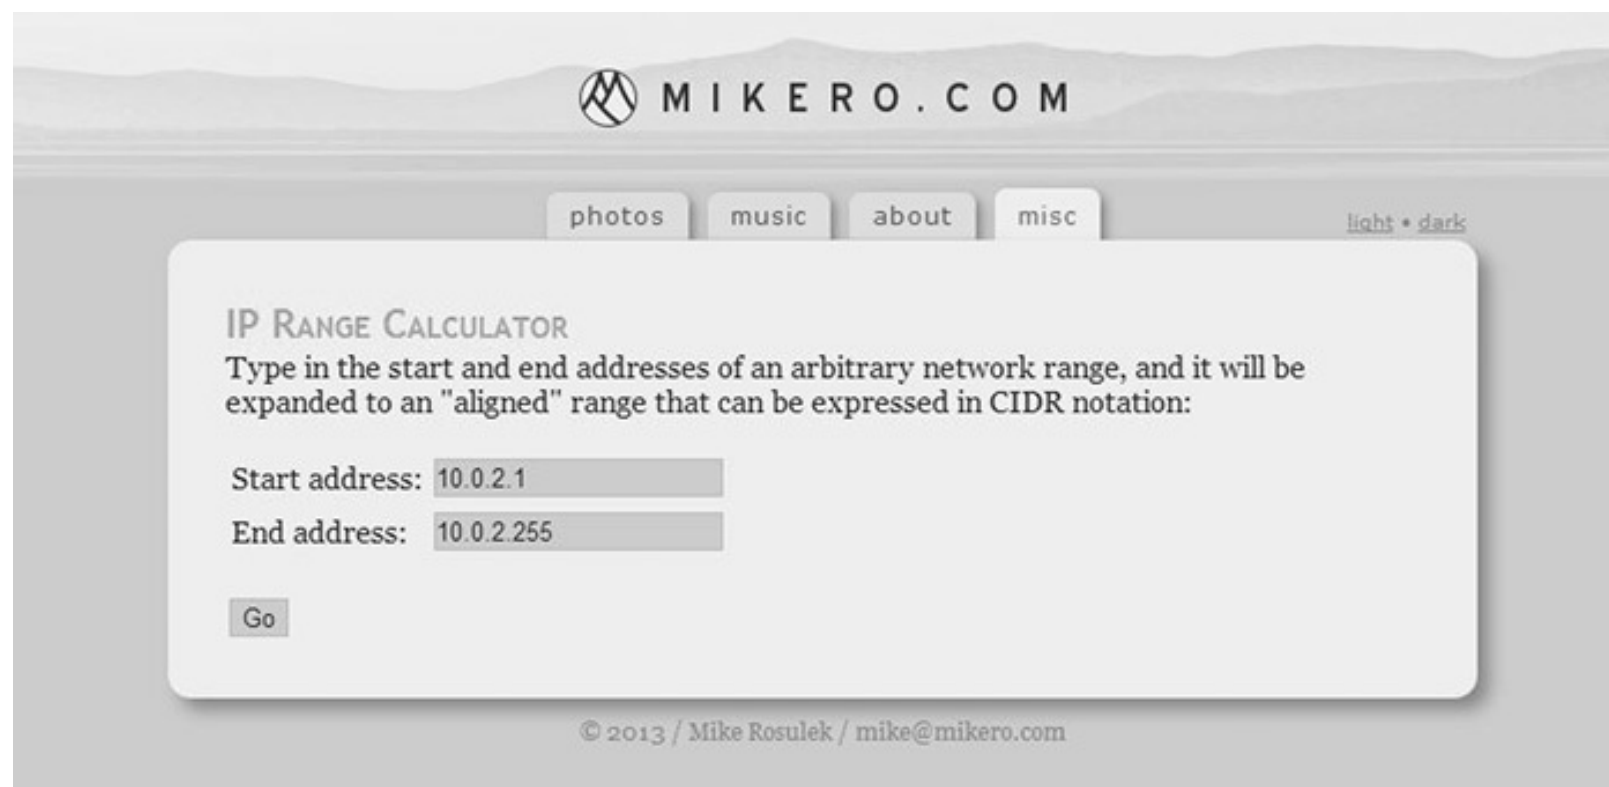 MIKERO.COM
photos music about misc
light • dark
IP RANGE CALCULATOR
Type in the start and end addresses of an arbitrary network range, and it will be
expanded to an "aligned" range that can be expressed in CIDR notation:
Start address: 10.0.2.1
End address: 10.0.2.255
Go
© 2013 / Mike Rosulek / mike@mikero.com